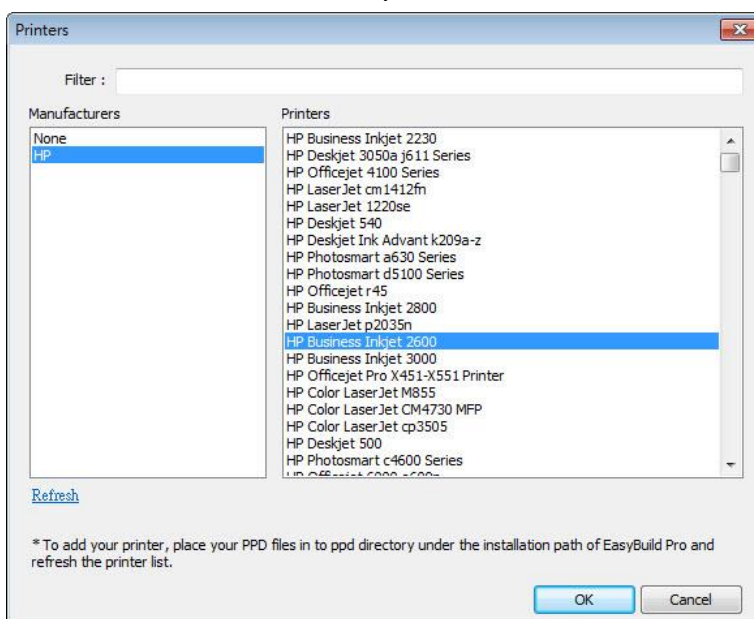 Printers
Filter :
Manufacturers
Printers
None
HP
HP Business Inkjet 2230
HP Deskjet 3050a j611 Series
HP Officejet 4100 Series
HP LaserJet cm1412fn
HP LaserJet 1220se
HP Deskjet 540
HP Deskjet Ink Advant k209a-z
HP Photosmart a630 Series
HP Photosmart d5100 Series
HP Officejet r45
HP Business Inkjet 2800
HP LaserJet p2035n
HP Business Inkjet 2600
HP Business Inkjet 3000
HP Officejet Pro X451-X551 Printer
HP Color LaserJet M855
HP Color LaserJet CM4730 MFP
HP Color LaserJet cp3505
HP Deskjet 500
HP Photosmart c4600 Series
Refresh
* To add your printer, place your PPD files in to ppd directory under the installation path of EasyBuild Pro and
refresh the printer list.
OK
Cancel